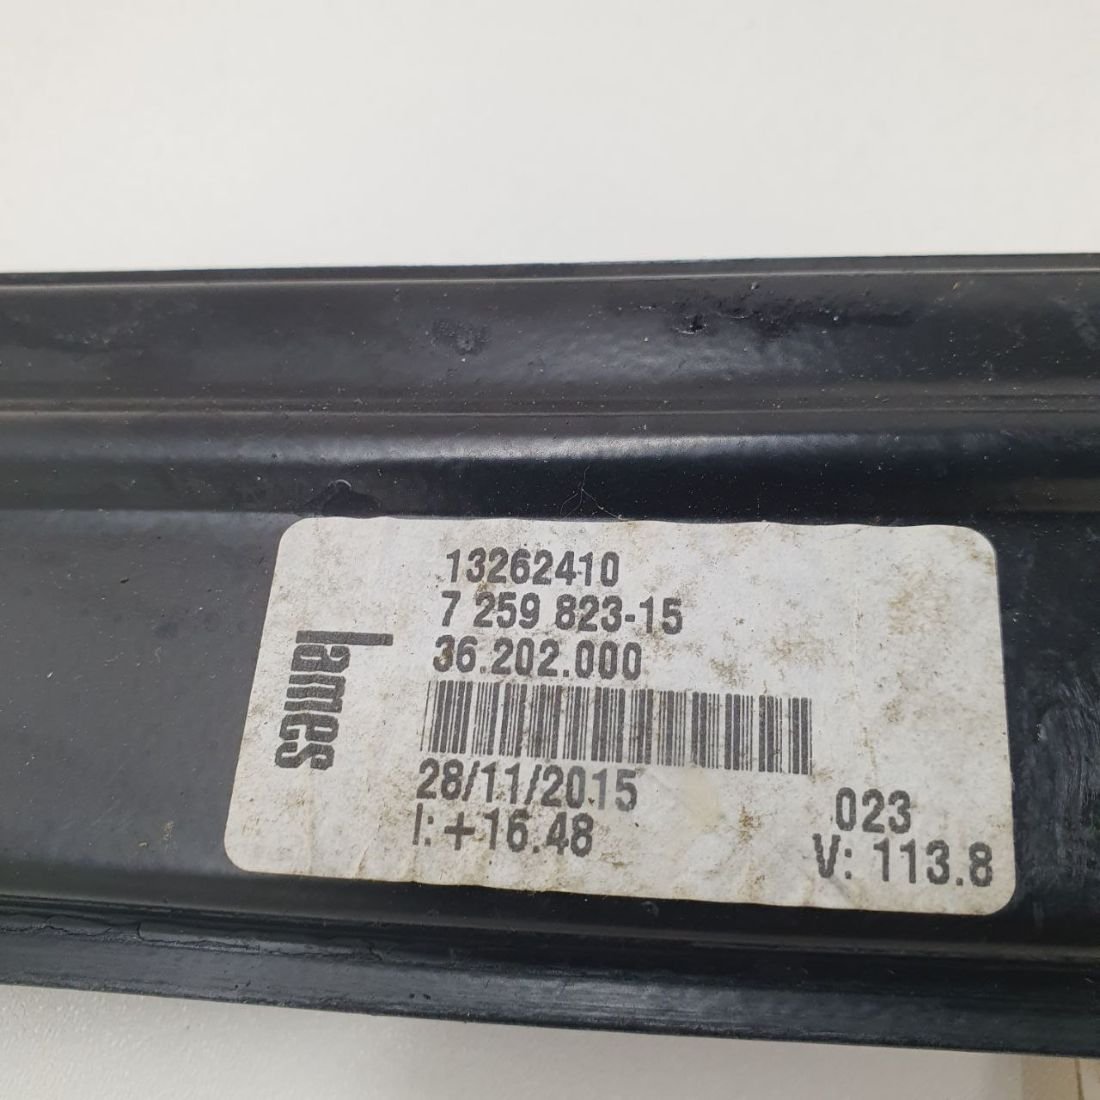 13262410
7 259 823-15
36.202.000
lames
28/11/2015
023
I: +16.48
V: 113.8